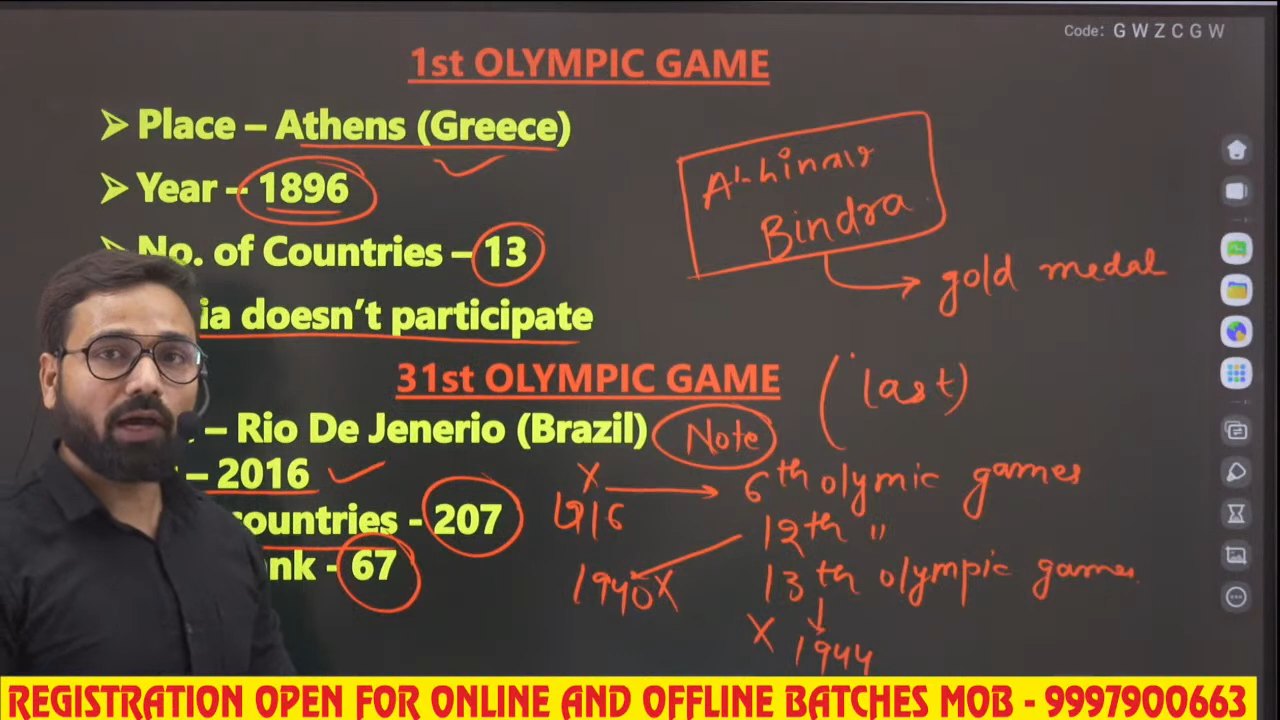 Code: G W Z C G W
1st OLYMPIC GAME
➢ Place – Athens (Greece)
➢ Year – 1896
No. of Countries – 13
ia doesn't participate
Abhinav
Bindra
gold medal
31st OLYMPIC GAME
(last)
– Rio De Jenerio (Brazil)
Note
– 2016
X
1916
6th olymic games
countries - 207
12th "
nk - 67
1940 X
13th olympic games
X 1944
REGISTRATION OPEN FOR ONLINE AND OFFLINE BATCHES MOB - 9997900663